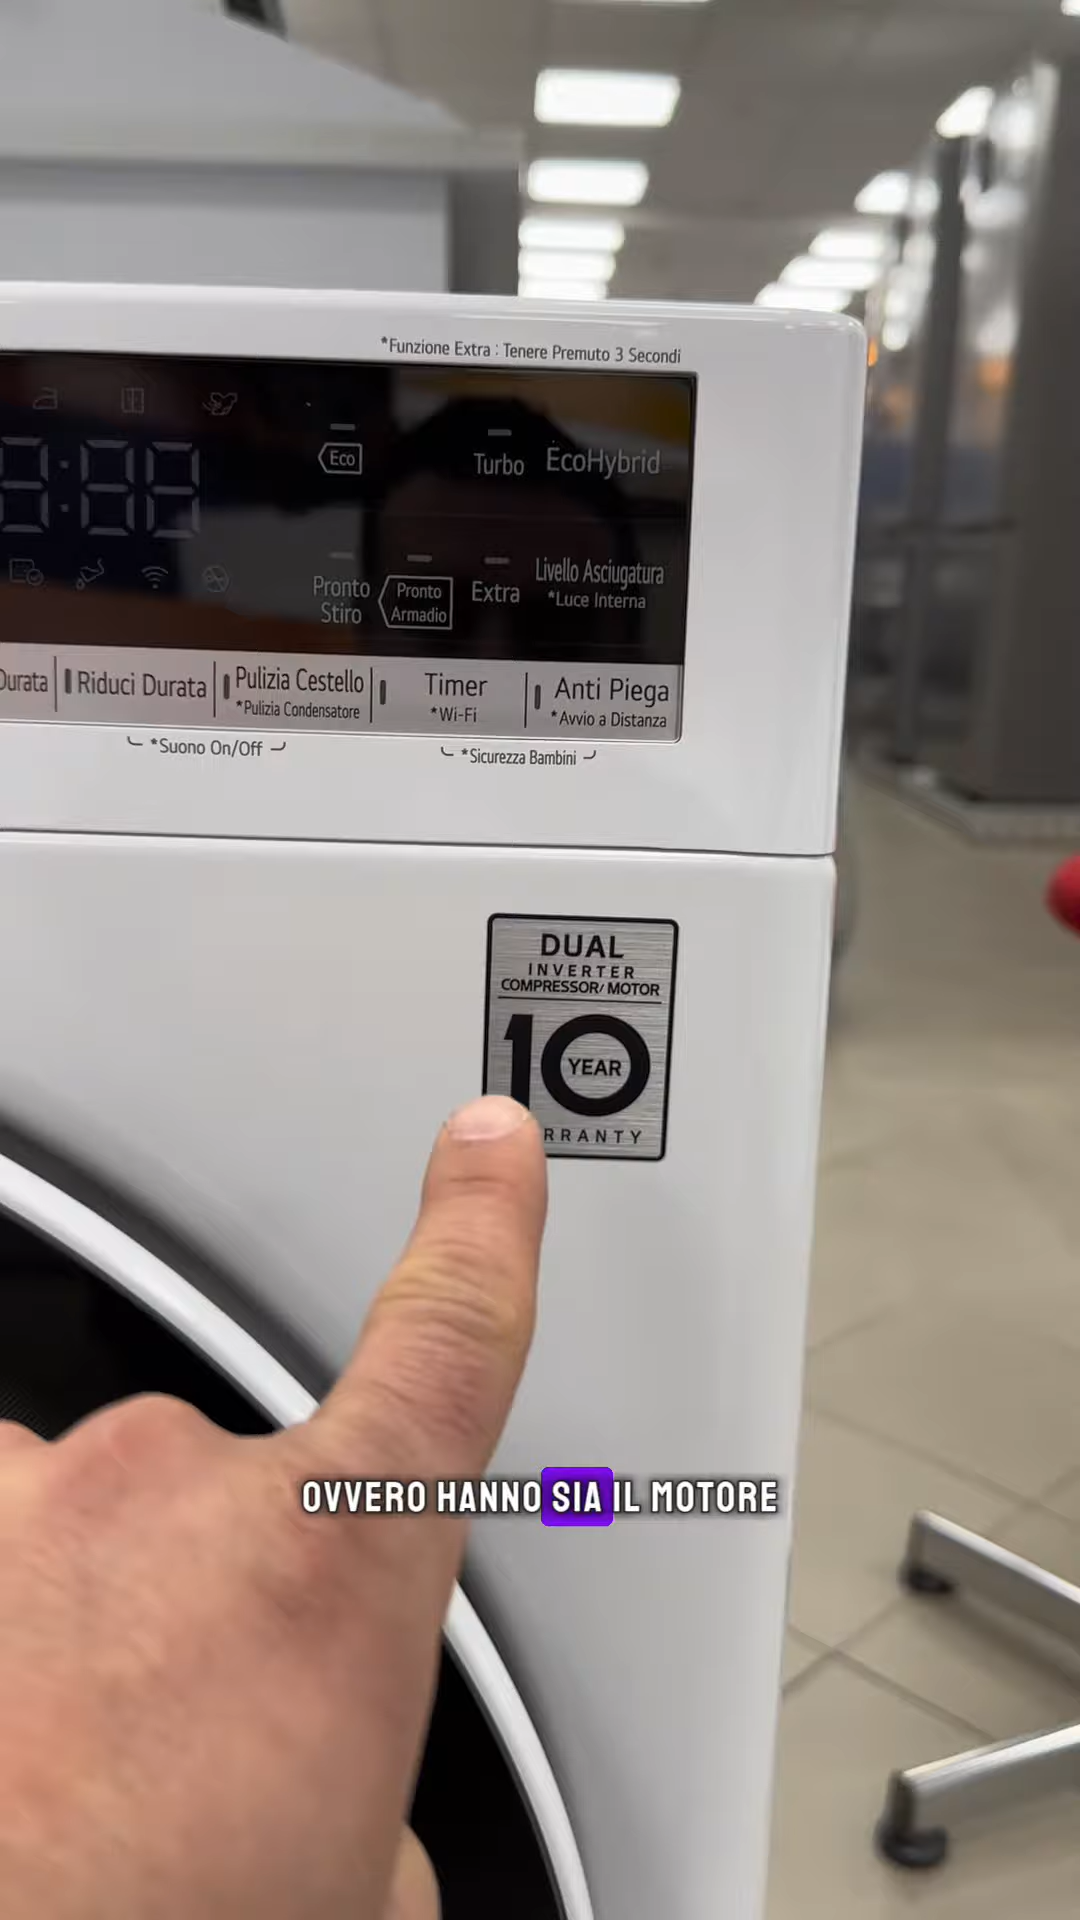 *Funzione Extra : Tenere Premuto 3 Secondi
Eco
Turbo
EcoHybrid
Pronto
Stiro
Pronto
Armadio
Extra
Livello Asciugatura
*Luce Interna
Durata
Riduci Durata
Pulizia Cestello
*Pulizia Condensatore
Timer
*Wi-Fi
Anti Piega
*Avvio a Distanza
*Suono On/Off
*Sicurezza Bambini
DUAL
INVERTER
COMPRESSOR/MOTOR
10
YEAR
RRANTY
OVVERO HANNO SIA IL MOTORE